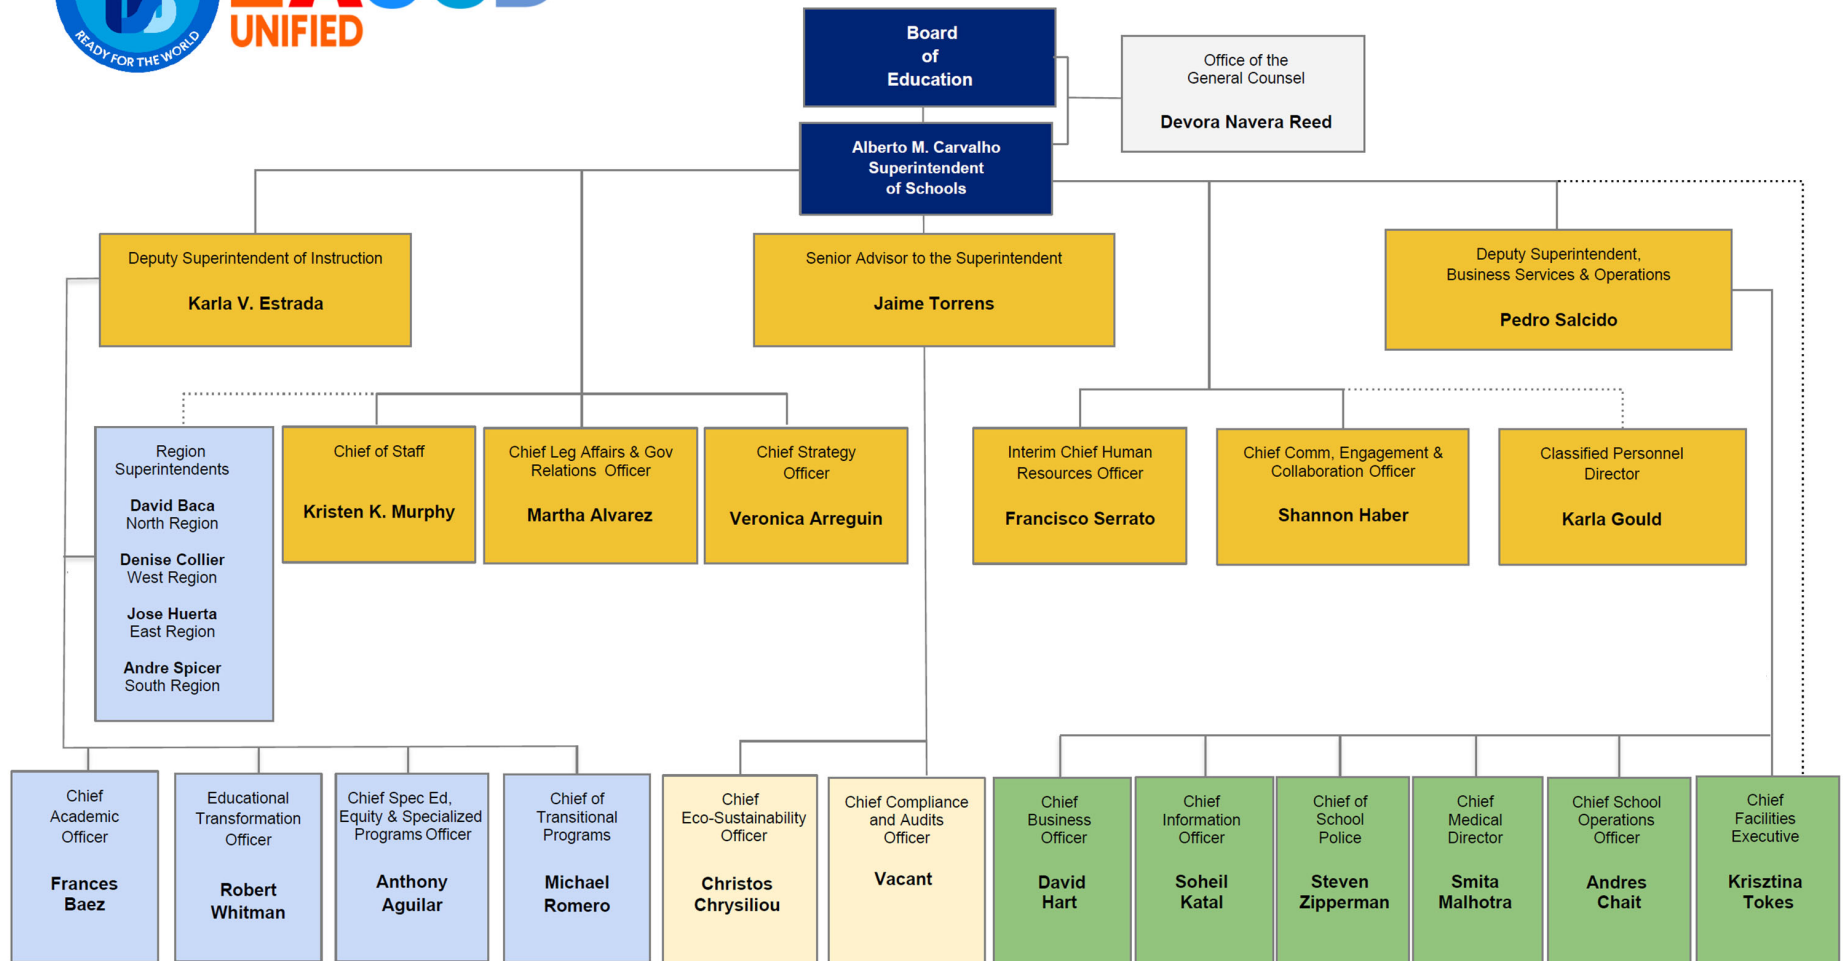 READY FOR THE WORLD
UNIFIED
Board
of
Education
Office of the
General Counsel
Devora Navera Reed
Alberto M. Carvalho
Superintendent
of Schools
Deputy Superintendent of Instruction
Karla V. Estrada
Senior Advisor to the Superintendent
Jaime Torrens
Deputy Superintendent,
Business Services & Operations
Pedro Salcido
Region
Superintendents
David Baca
North Region
Denise Collier
West Region
Jose Huerta
East Region
Andre Spicer
South Region
Chief of Staff
Kristen K. Murphy
Chief Leg Affairs & Gov
Relations Officer
Martha Alvarez
Chief Strategy
Officer
Veronica Arreguin
Interim Chief Human
Resources Officer
Francisco Serrato
Chief Comm, Engagement &
Collaboration Officer
Shannon Haber
Classified Personnel
Director
Karla Gould
Chief
Academic
Officer
Frances
Baez
Educational
Transformation
Officer
Robert
Whitman
Chief Spec Ed,
Equity & Specialized
Programs Officer
Anthony
Aguilar
Chief of
Transitional
Programs
Michael
Romero
Chief
Eco-Sustainability
Officer
Christos
Chrysiliou
Chief Compliance
and Audits
Officer
Vacant
Chief
Business
Officer
David
Hart
Chief
Information
Officer
Soheil
Katal
Chief of
School
Police
Steven
Zipperman
Chief
Medical
Director
Smita
Malhotra
Chief School
Operations
Officer
Andres
Chait
Chief
Facilities
Executive
Krisztina
Tokes